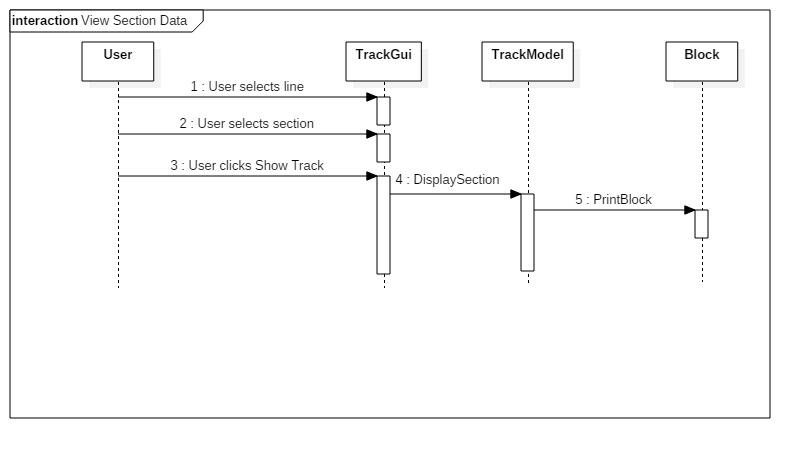 interaction View Section Data
User
TrackGui
TrackModel
Block
1 : User selects line
2 : User selects section
3 : User clicks Show Track
4 : DisplaySection
5 : PrintBlock